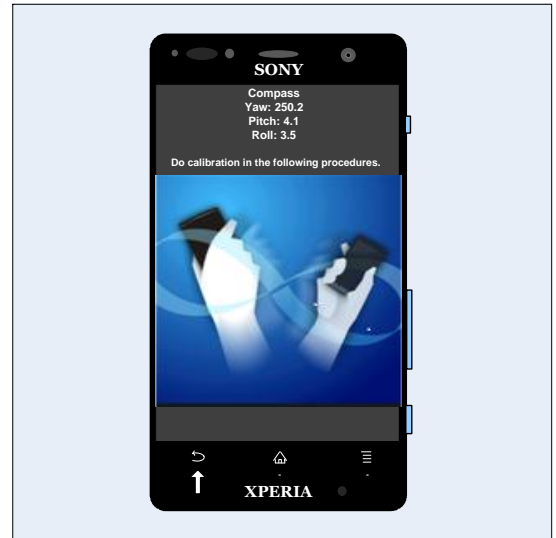 SONY
Compass
Yaw: 250.2
Pitch: 4.1
Roll: 3.5
Do calibration in the following procedures.
XPERIA